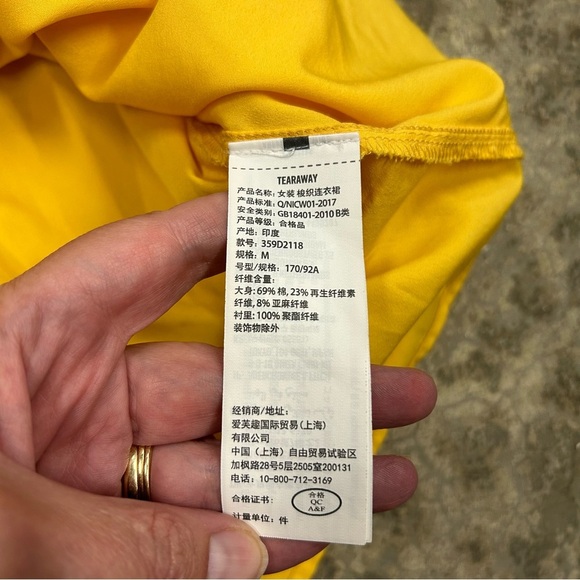 TEARAWAY
产品名称: 女装 梭织连衣裙
产品标准: Q/NICW01-2017
安全类别: GB18401-2010 B类
产品等级: 合格品
产地: 印度
款号: 359D2118
规格: M
号型/规格: 170/92A
纤维含量:
大身: 69% 棉, 23% 再生纤维素
纤维, 8% 亚麻纤维
衬里: 100% 聚酯纤维
装饰物除外
经销商/地址:
爱芙趣国际贸易(上海)
有限公司
中国 (上海) 自由贸易试验区
加枫路28号5层2505室200131
电话: 10-800-712-3169
合格证书:
合格
QC
A&F
计量单位: 件